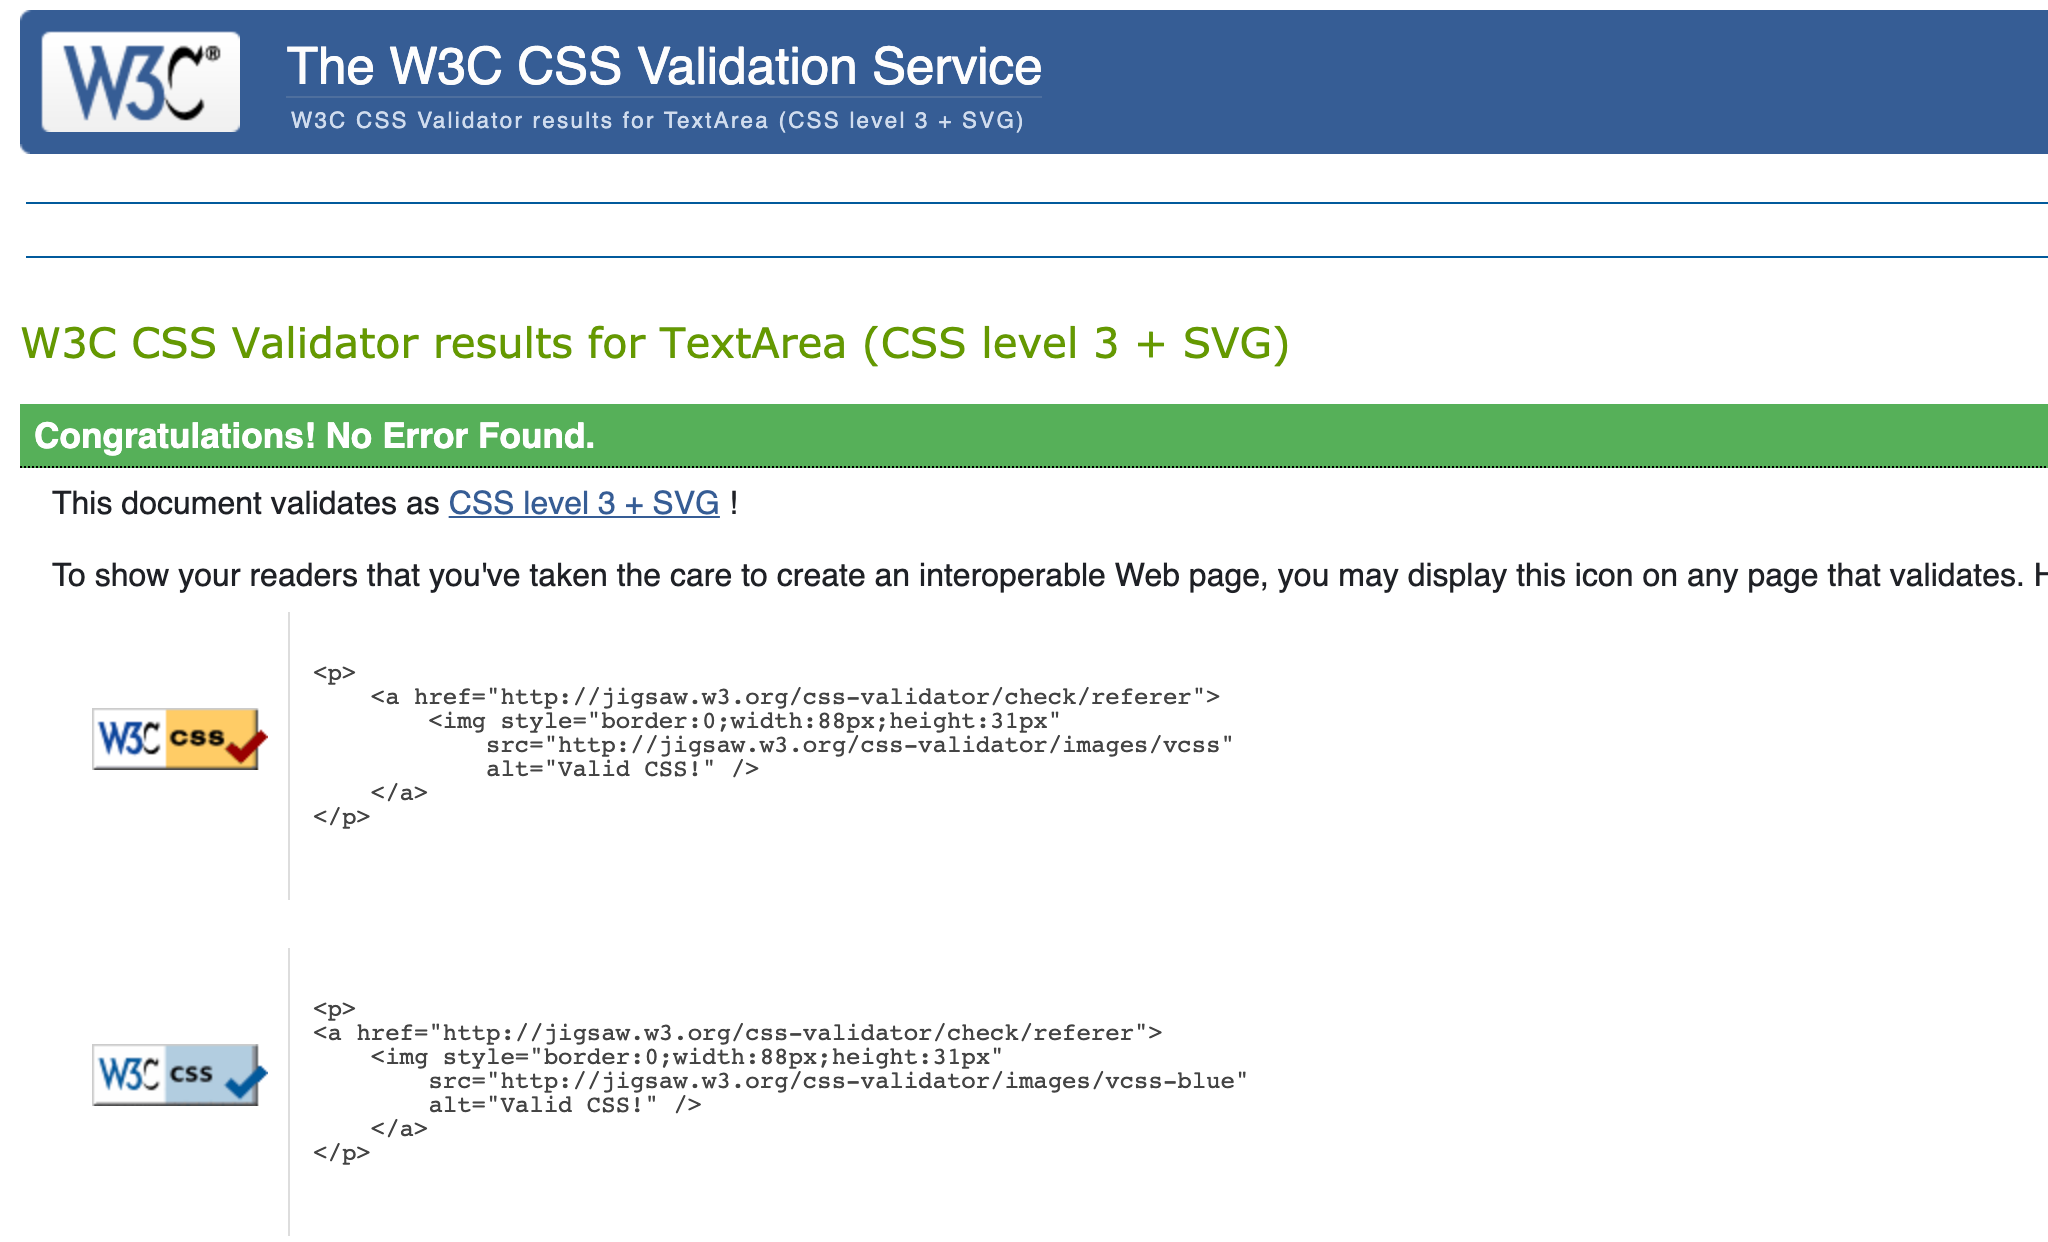 W3C®
The W3C CSS Validation Service
W3C CSS Validator results for TextArea (CSS level 3 + SVG)
W3C CSS Validator results for TextArea (CSS level 3 + SVG)
Congratulations! No Error Found.
This document validates as CSS level 3 + SVG !
To show your readers that you've taken the care to create an interoperable Web page, you may display this icon on any page that validates. H
<p>
<a href="http://jigsaw.w3.org/css-validator/check/referer">
<img style="border:0;width:88px;height:31px"
W3C css
src="http://jigsaw.w3.org/css-validator/images/vcss"
alt="Valid CSS!" />
</a>
</p>
<p>
<a href="http://jigsaw.w3.org/css-validator/check/referer">
<img style="border:0;width:88px;height:31px"
W3C css
src="http://jigsaw.w3.org/css-validator/images/vcss-blue"
alt="Valid CSS!" />
</a>
</p>